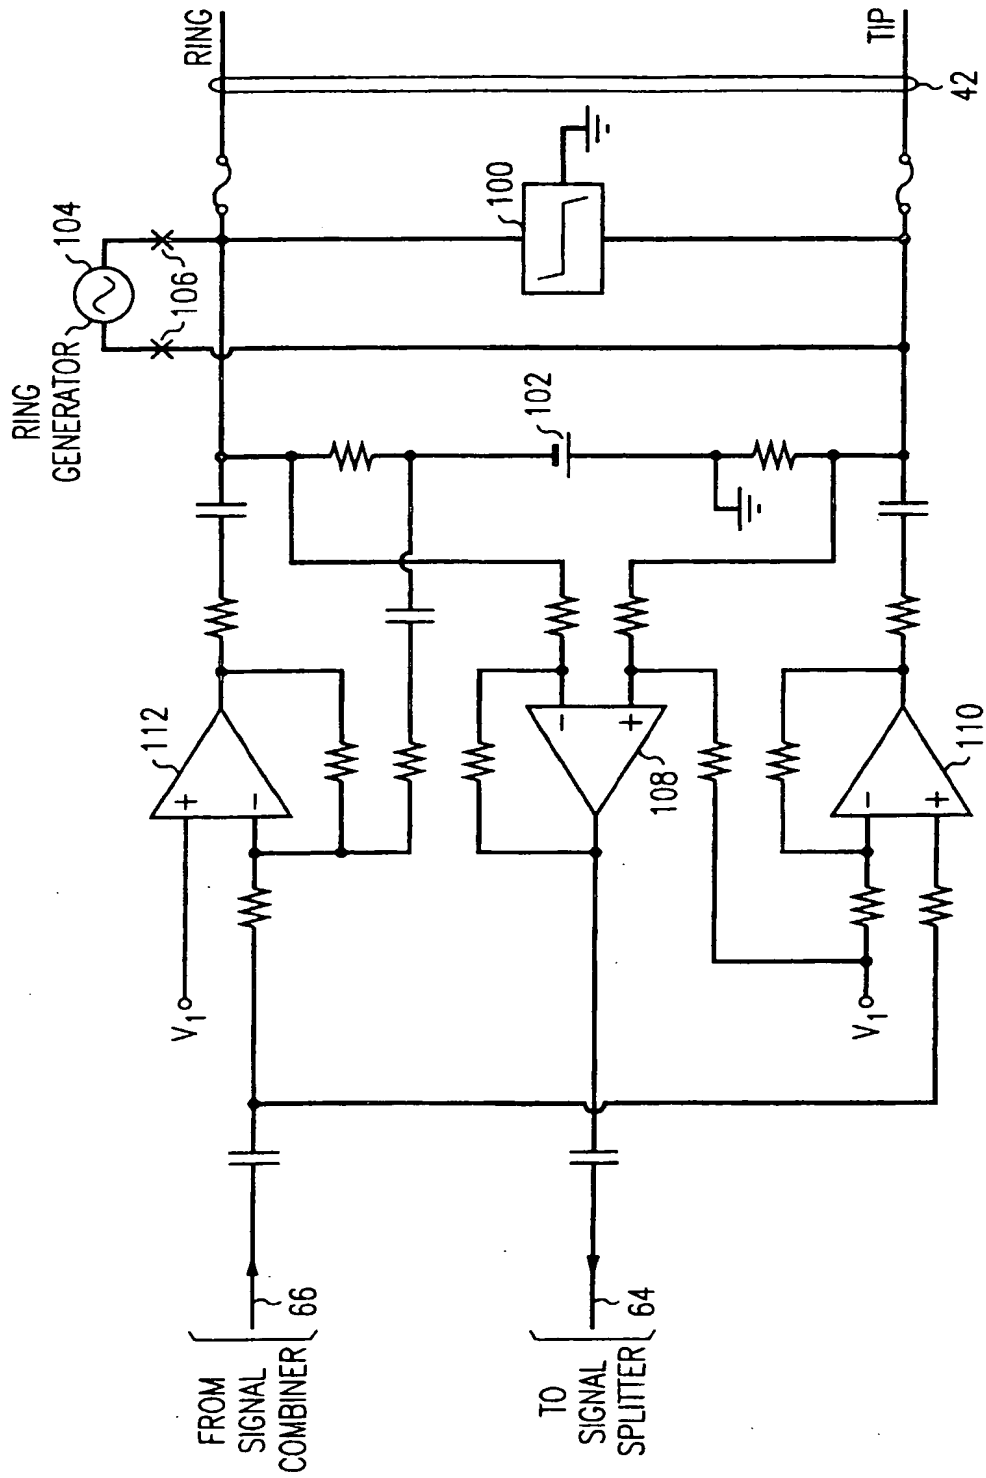 RING
GENERATOR
104
106
RING
TIP
42
100
102
112
+
-
V1
-
+
108
110
-
+
V1
FROM
SIGNAL
COMBINER
66
TO
SIGNAL
SPLITTER
64